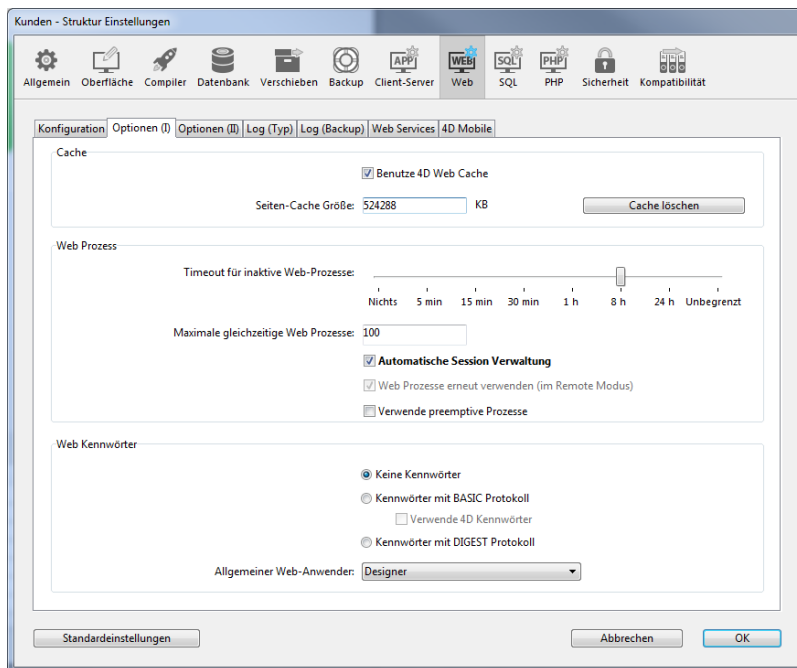 Kunden - Struktur Einstellungen
Allgemein Oberfläche Compiler Datenbank Verschieben Backup Client-Server Web SQL PHP Sicherheit Kompatibilität
APP WEB SQL PHP
Konfiguration Optionen (I) Optionen (II) Log (Typ) Log (Backup) Web Services 4D Mobile
Cache
Benutze 4D Web Cache
Seiten-Cache Größe: 524288 KB Cache löschen
Web Prozess
Timeout für inaktive Web-Prozesse:
Nichts 5 min 15 min 30 min 1 h 8 h 24 h Unbegrenzt
Maximale gleichzeitige Web Prozesse: 100
Automatische Session Verwaltung
Web Prozesse erneut verwenden (im Remote Modus)
Verwende preemptive Prozesse
Web Kennwörter
Keine Kennwörter
Kennwörter mit BASIC Protokoll
Verwende 4D Kennwörter
Kennwörter mit DIGEST Protokoll
Allgemeiner Web-Anwender: Designer
Standardeinstellungen Abbrechen OK